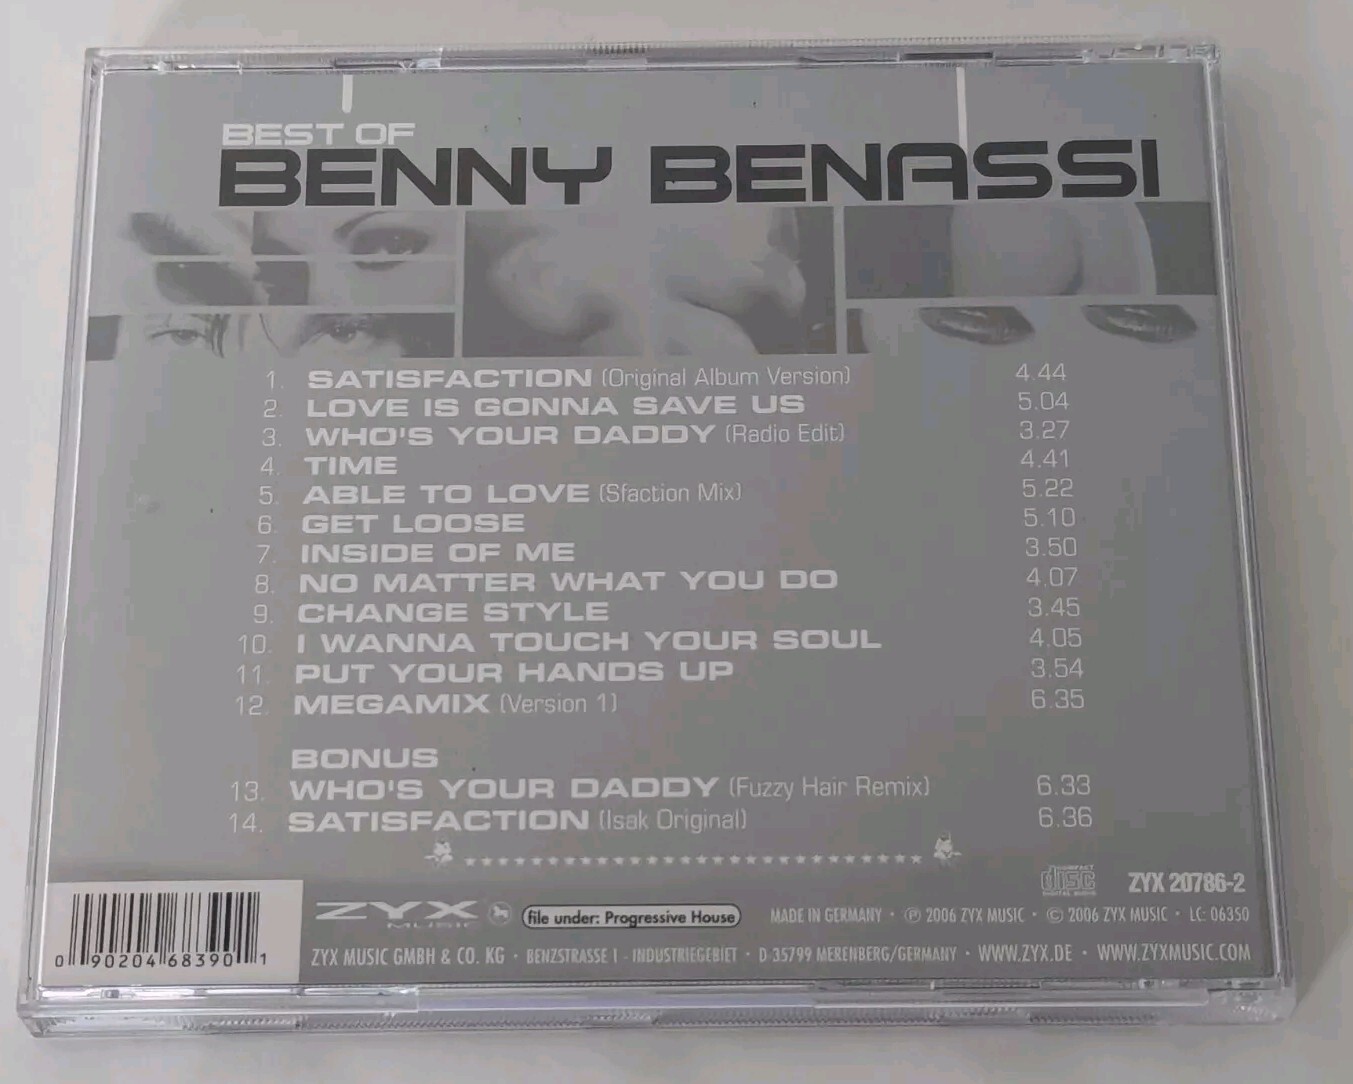 BEST OF
BENNY BENASSI
1. SATISFACTION (Original Album Version) 4.44
2. LOVE IS GONNA SAVE US 5.04
3. WHO'S YOUR DADDY (Radio Edit) 3.27
4. TIME 4.41
5. ABLE TO LOVE (Sfaction Mix) 5.22
6. GET LOOSE 5.10
7. INSIDE OF ME 3.50
8. NO MATTER WHAT YOU DO 4.07
9. CHANGE STYLE 3.45
10. I WANNA TOUCH YOUR SOUL 4.05
11. PUT YOUR HANDS UP 3.54
12. MEGAMIX (Version 1) 6.35
BONUS
13. WHO'S YOUR DADDY (Fuzzy Hair Remix) 6.33
14. SATISFACTION (Isak Original) 6.36
COMPACT disc DIGITAL AUDIO ZYX 20786-2
ZYX MUSIC file under: Progressive House MADE IN GERMANY · ℗ 2006 ZYX MUSIC · © 2006 ZYX MUSIC · LC: 06350
ZYX MUSIC GMBH & CO. KG · BENZSTRASSE 1 · INDUSTRIEGEBIET · D 35799 MERENBERG/GERMANY · WWW.ZYX.DE · WWW.ZYXMUSIC.COM
0 90204 68390 1